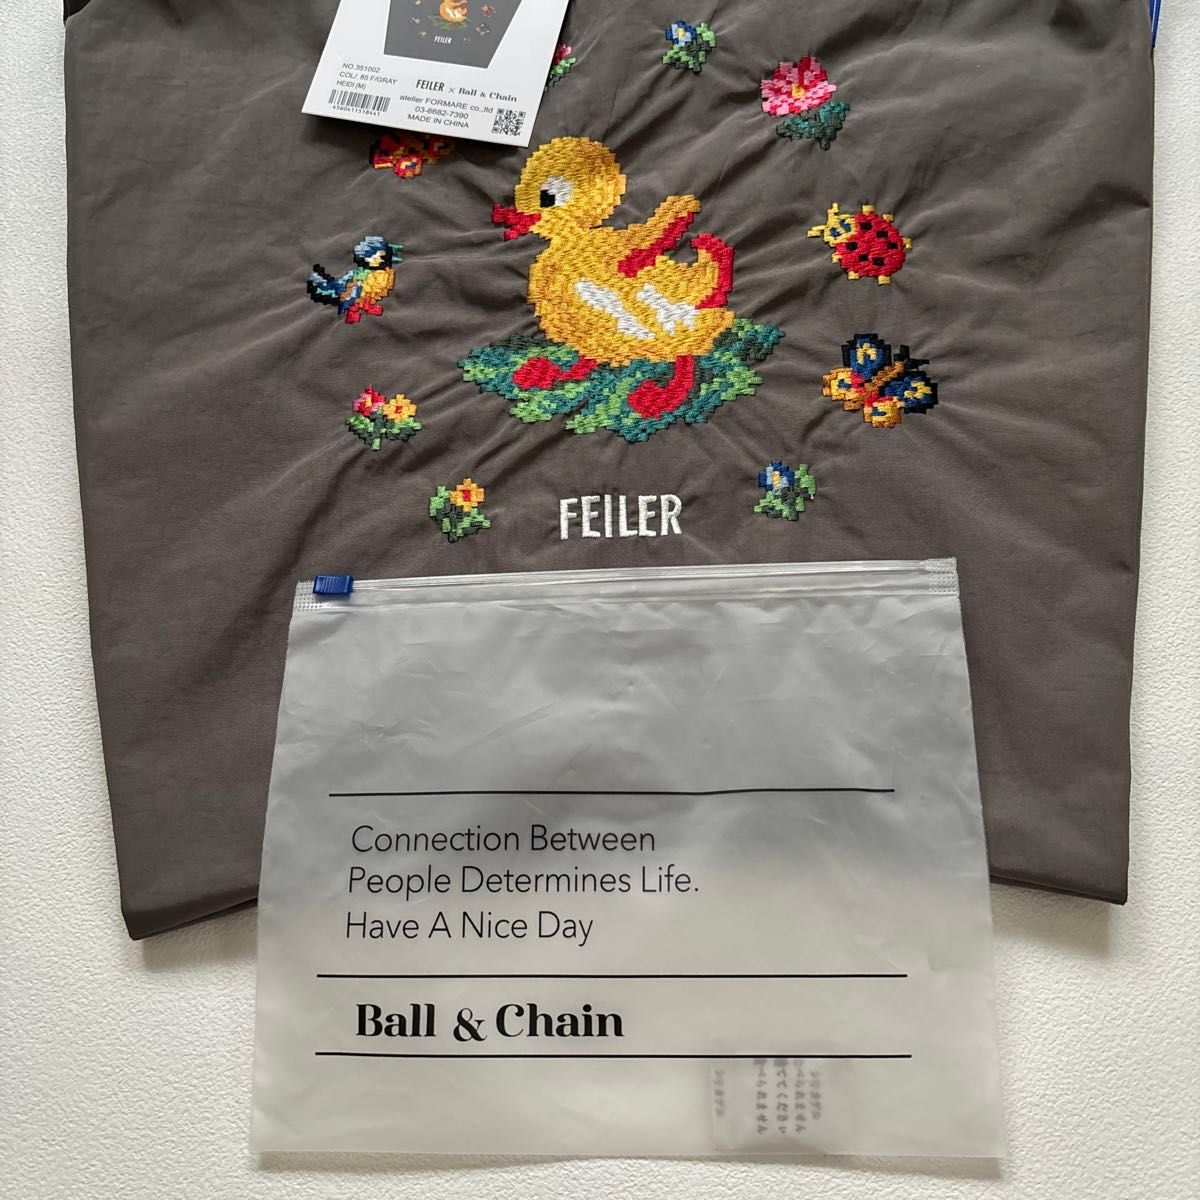 FEILER
NO.351002
COL/. 85 F/GRAY
HEIDI (M)
4560411518441
FEILER × Ball & Chain
atelier FORMARE co.,ltd
03-6682-7390
MADE IN CHINA
FEILER
Connection Between
People Determines Life.
Have A Nice Day
Ball & Chain